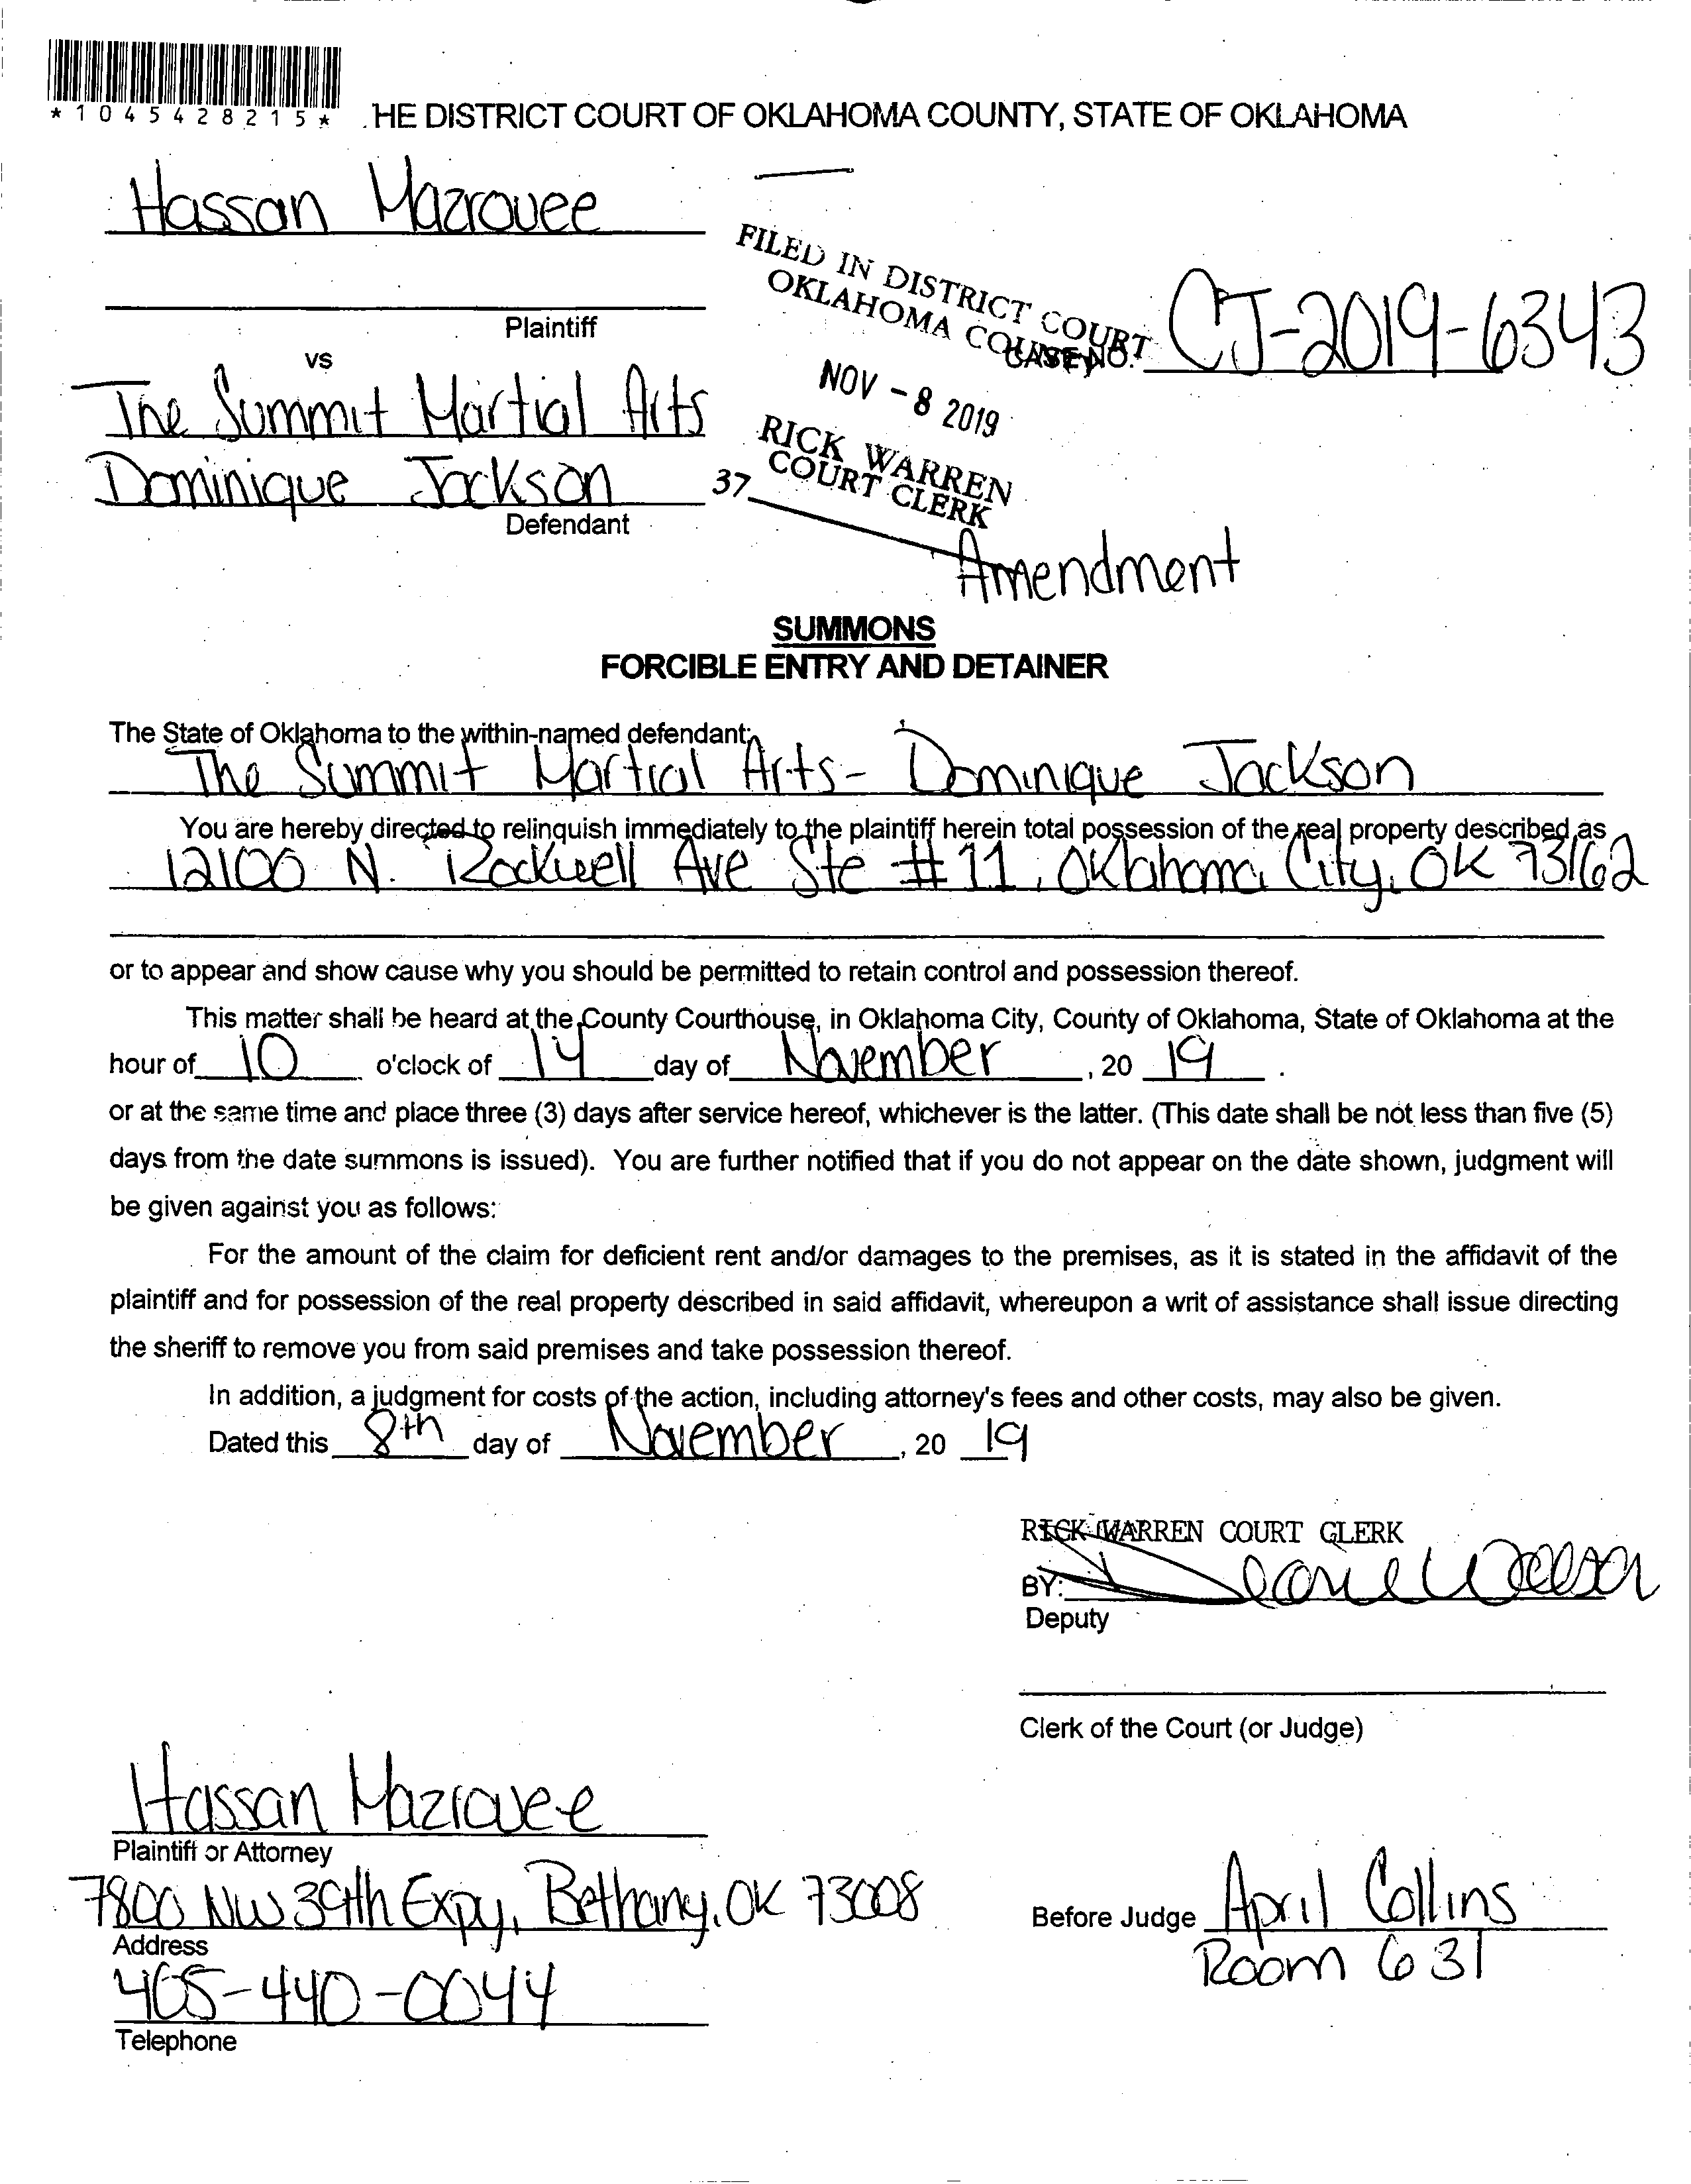 *1045428215*
HE DISTRICT COURT OF OKLAHOMA COUNTY, STATE OF OKLAHOMA
Hassan Mazrouee
Plaintiff
vs
The Summit Martial Arts
Dominique Jackson
Defendant
FILED IN DISTRICT COURT
OKLAHOMA COUNTY
CASE NO. CJ-2019-6343
NOV - 8 2019
RICK WARREN
COURT CLERK
37
Amendment
SUMMONS
FORCIBLE ENTRY AND DETAINER
The State of Oklahoma to the within-named defendant:
The Summit Martial Arts - Dominique Jackson
You are hereby directed to relinquish immediately to the plaintiff herein total possession of the real property described as
12100 N. Rockwell Ave Ste #11, Oklahoma City, OK 73162
or to appear and show cause why you should be permitted to retain control and possession thereof.
This matter shall be heard at the County Courthouse, in Oklahoma City, County of Oklahoma, State of Oklahoma at the
hour of 10 o'clock of 14 day of November, 20 19.
or at the same time and place three (3) days after service hereof, whichever is the latter. (This date shall be not less than five (5)
days from the date summons is issued). You are further notified that if you do not appear on the date shown, judgment will
be given against you as follows:
For the amount of the claim for deficient rent and/or damages to the premises, as it is stated in the affidavit of the
plaintiff and for possession of the real property described in said affidavit, whereupon a writ of assistance shall issue directing
the sheriff to remove you from said premises and take possession thereof.
In addition, a judgment for costs of the action, including attorney's fees and other costs, may also be given.
Dated this 8th day of November, 20 19
RICK WARREN COURT CLERK
BY:
Deputy
Clerk of the Court (or Judge)
Hassan Mazrouee
Plaintiff or Attorney
7800 NW 39th Expy, Bethany, OK 73008
Address
405-440-0044
Telephone
Before Judge April Collins
Room 631